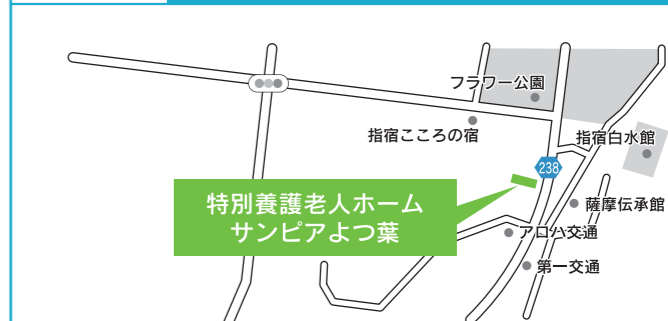 フラワー公園
指宿こころの宿
指宿白水館
238
特別養護老人ホーム
サンピアよつ葉
薩摩伝承館
アロハ交通
第一交通